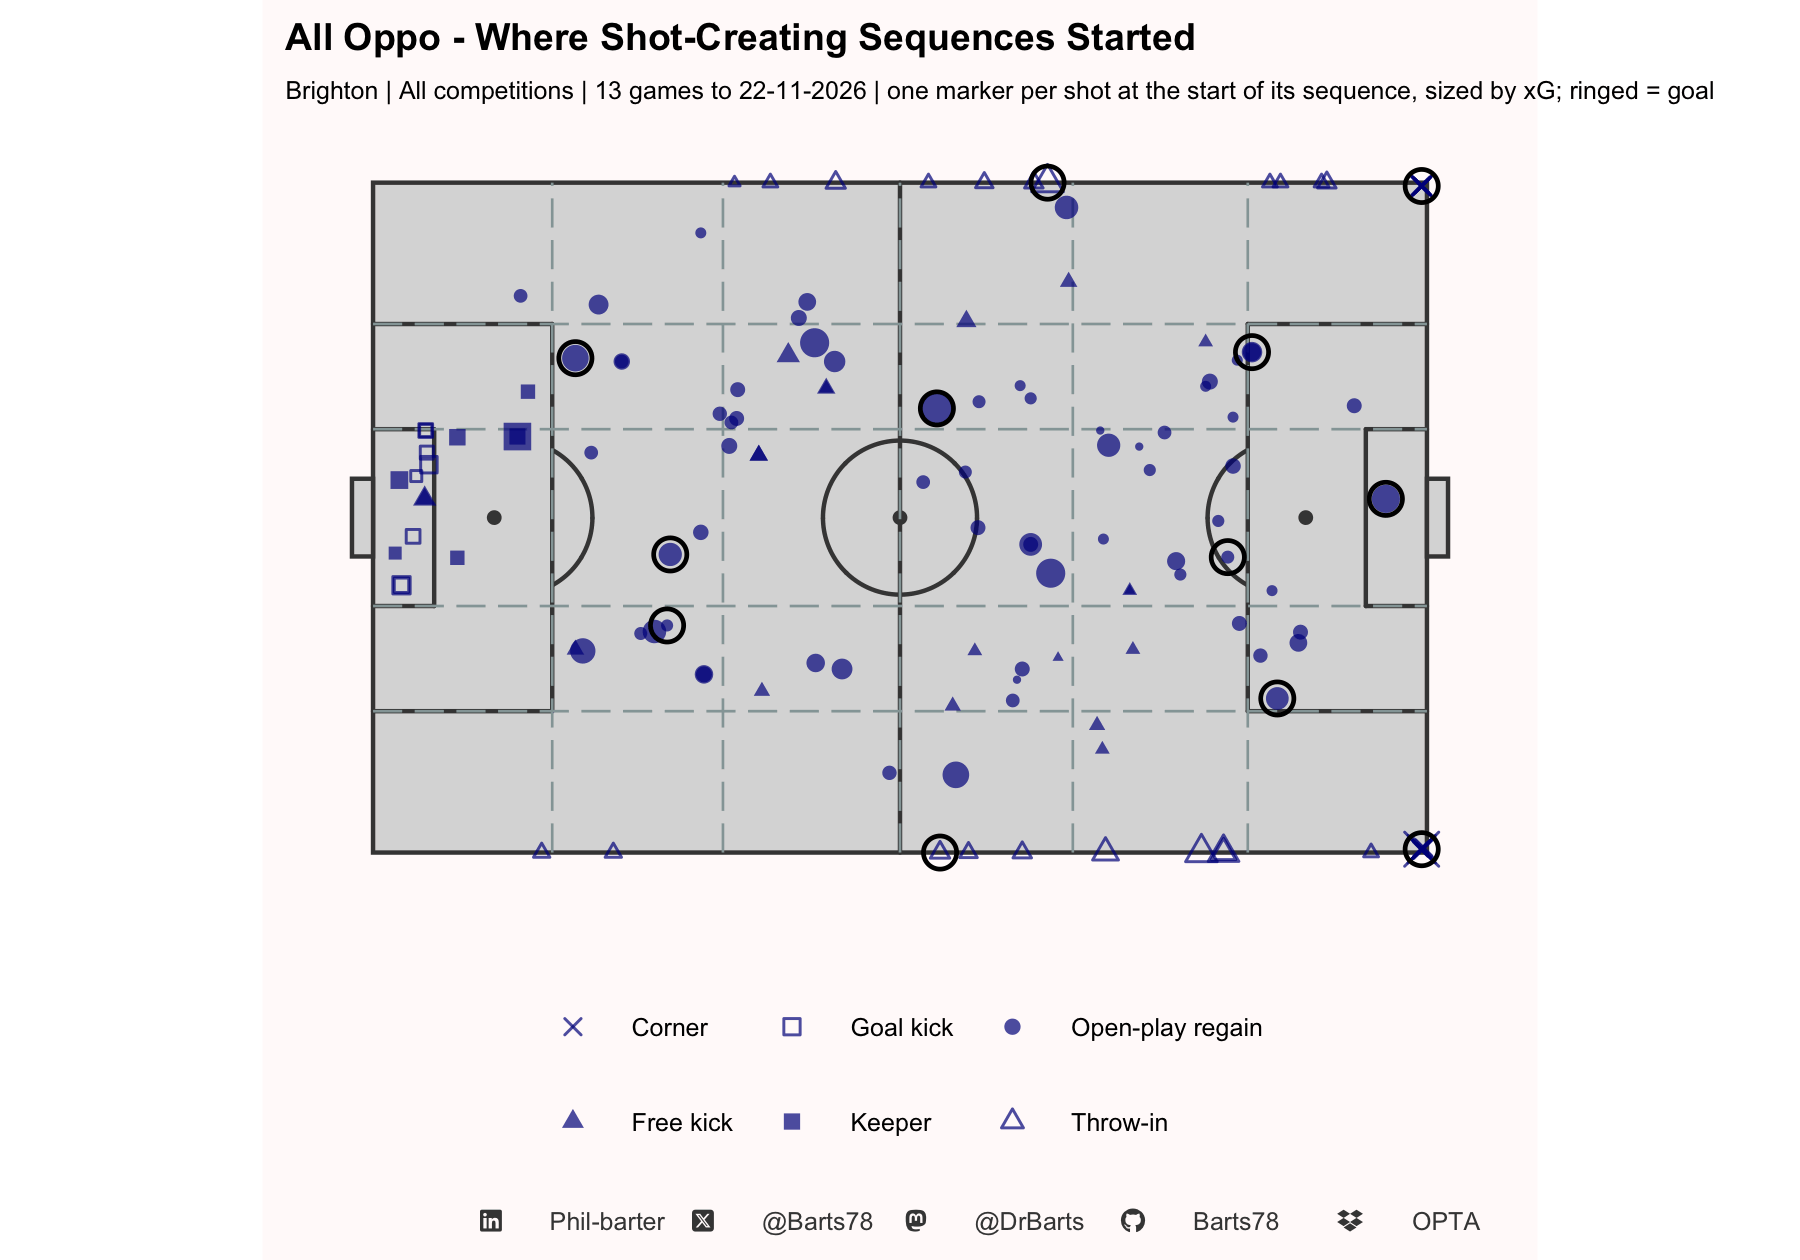 All Oppo - Where Shot-Creating Sequences Started
Brighton | All competitions | 13 games to 22-11-2026 | one marker per shot at the start of its sequence, sized by xG; ringed = goal
Corner
Goal kick
Open-play regain
Free kick
Keeper
Throw-in
Phil-barter
@Barts78
@DrBarts
Barts78
OPTA